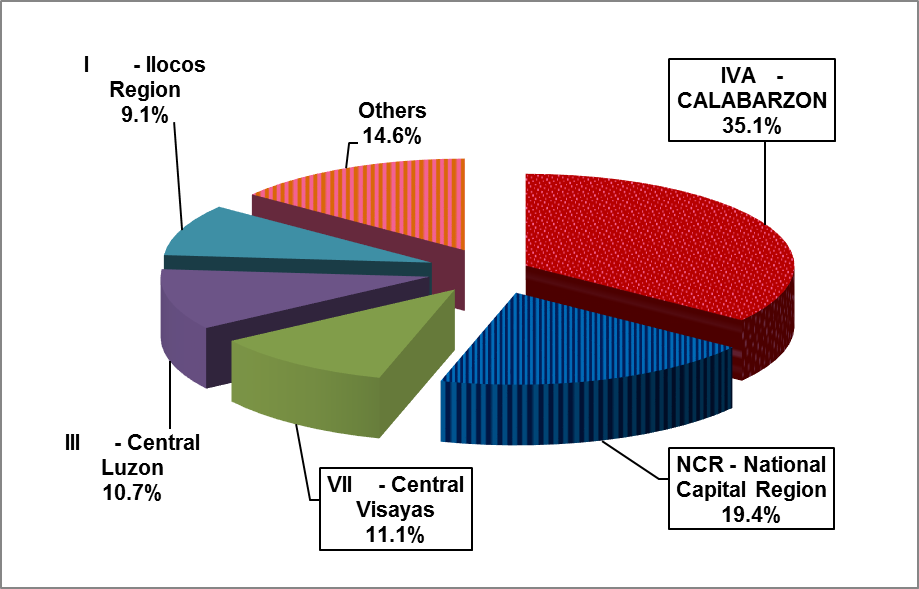 I - Ilocos
Region
9.1%
Others
14.6%
IVA -
CALABARZON
35.1%
III - Central
Luzon
10.7%
VII - Central
Visayas
11.1%
NCR - National
Capital Region
19.4%